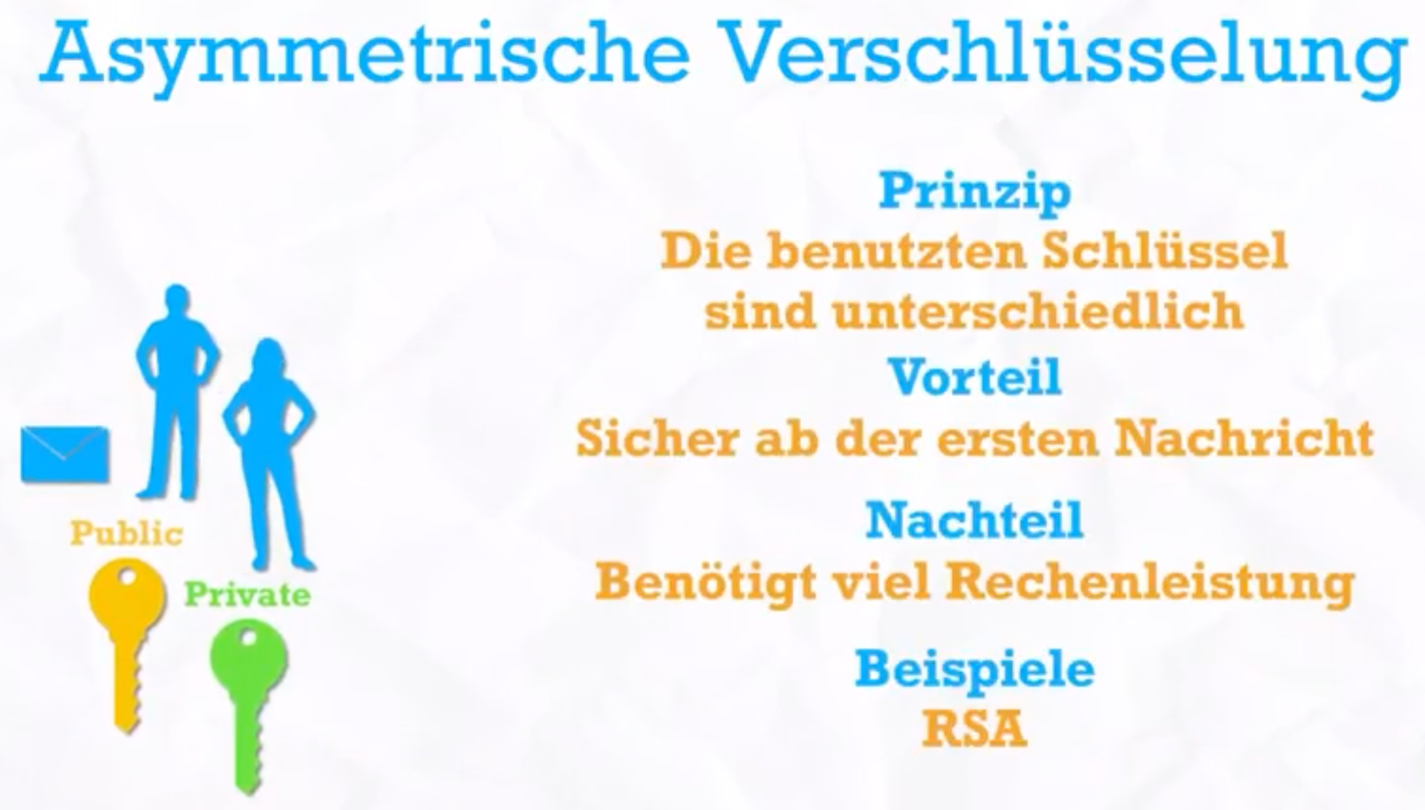 Asymmetrische Verschlüsselung
Prinzip
Die benutzten Schlüssel
sind unterschiedlich
Vorteil
Sicher ab der ersten Nachricht
Nachteil
Benötigt viel Rechenleistung
Beispiele
RSA
Public
Private